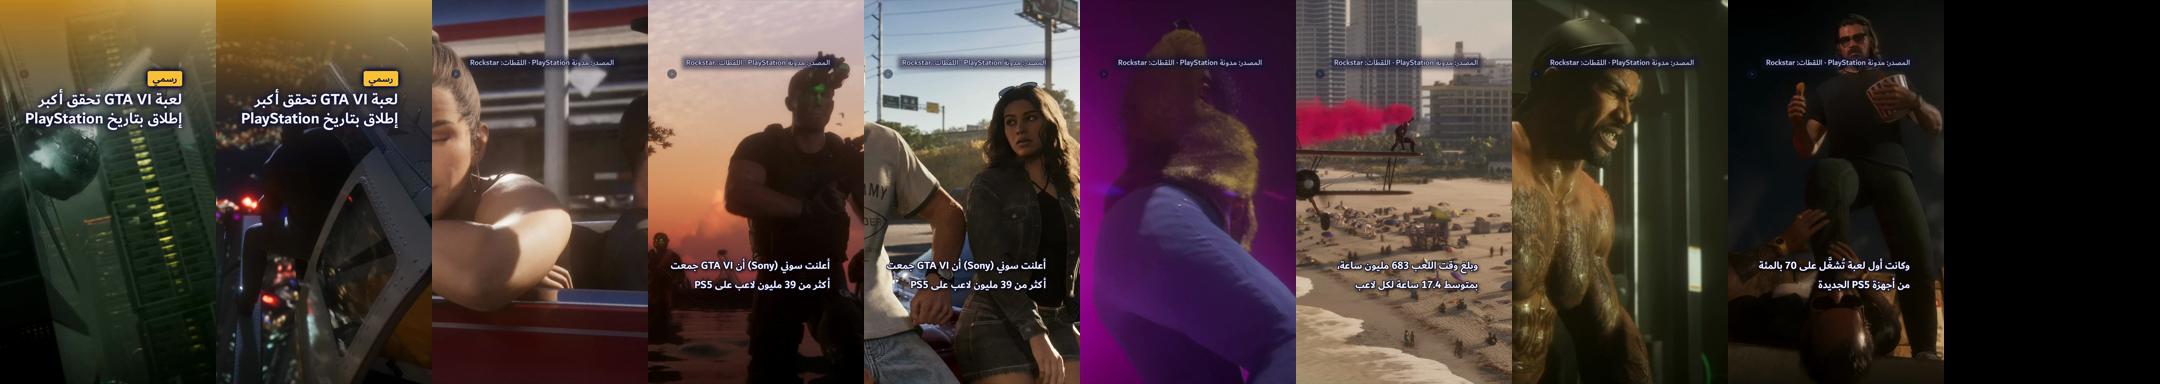 رسمي
لعبة GTA VI تحقق أكبر
إطلاق بتاريخ PlayStation
رسمي
لعبة GTA VI تحقق أكبر
إطلاق بتاريخ PlayStation
المصدر: مدونة PlayStation - اللقطات: Rockstar
المصدر: مدونة PlayStation - اللقطات: Rockstar
أعلنت سوني (Sony) أن GTA VI جمعت
أكثر من 39 مليون لاعب على PS5
المصدر: مدونة PlayStation - اللقطات: Rockstar
أعلنت سوني (Sony) أن GTA VI جمعت
أكثر من 39 مليون لاعب على PS5
المصدر: مدونة PlayStation - اللقطات: Rockstar
المصدر: مدونة PlayStation - اللقطات: Rockstar
وبلغ وقت اللعب 683 مليون ساعة،
بمتوسط 17.4 ساعة لكل لاعب
المصدر: مدونة PlayStation - اللقطات: Rockstar
المصدر: مدونة PlayStation - اللقطات: Rockstar
وكانت أول لعبة تُشغَّل على 70 بالمئة
من أجهزة PS5 الجديدة